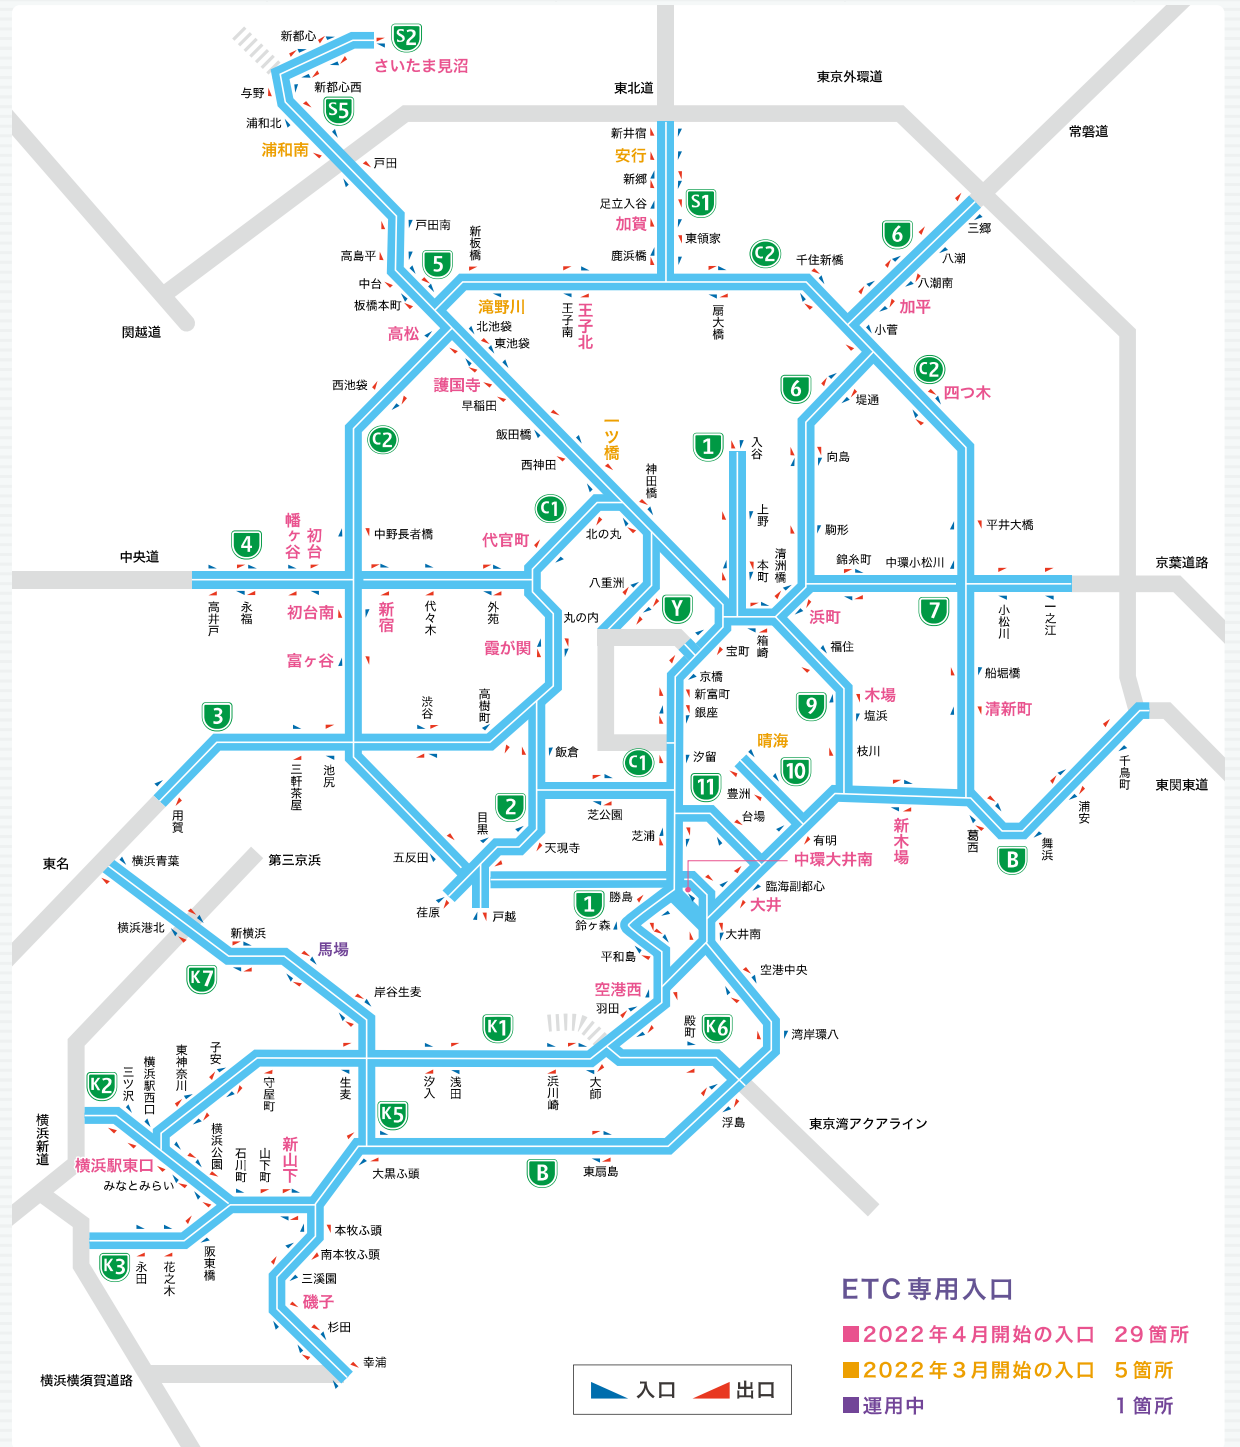 新都心
S2
さいたま見沼
新都心西
与野
S5
浦和北
浦和南
戸田
戸田南
高島平
5
中台
板橋本町
高松
新板橋
滝野川
北池袋
東池袋
護国寺
早稲田
飯田橋
西神田
一ツ橋
神田橋
東北道
東京外環道
常磐道
新井宿
安行
新郷
足立入谷
加賀
鹿浜橋
S1
東領家
C2
千住新橋
6
三郷
八潮
八潮南
加平
小菅
王子南
王子北
扇大橋
関越道
西池袋
C2
6
堤通
C2
四つ木
1
入谷
向島
上野
駒形
本町
清洲橋
錦糸町
中環小松川
平井大橋
京葉道路
中央道
4
幡ヶ谷
初台
中野長者橋
C1
代官町
北の丸
八重洲
丸の内
Y
高井戸
永福
初台南
新宿
代々木
外苑
霞が関
富ヶ谷
宝町
箱崎
浜町
7
小松川
一之江
福住
京橋
新富町
銀座
9
木場
塩浜
枝川
船堀橋
清新町
3
渋谷
高樹町
飯倉
C1
汐留
晴海
10
11
豊洲
台場
三軒茶屋
池尻
用賀
2
芝公園
目黒
天現寺
芝浦
五反田
荏原
戸越
1
勝島
鈴ヶ森
平和島
空港西
羽田
有明
中環大井南
臨海副都心
大井
大井南
空港中央
湾岸環八
新木場
葛西
B
舞浜
浦安
千鳥町
東関東道
東名
横浜青葉
第三京浜
横浜港北
新横浜
馬場
K7
岸谷生麦
K1
殿町
K6
K2
三ツ沢
横浜駅西口
東神奈川
子安
守屋町
生麦
汐入
浅田
浜川崎
大師
浮島
東京湾アクアライン
K5
横浜新道
横浜駅東口
みなとみらい
横浜公園
石川町
山下町
新山下
大黒ふ頭
B
東扇島
K3
永田
花之木
阪東橋
本牧ふ頭
南本牧ふ頭
三溪園
磯子
杉田
幸浦
横浜横須賀道路
入口 出口
ETC専用入口
2022年4月開始の入口 29箇所
2022年3月開始の入口 5箇所
運用中 1箇所